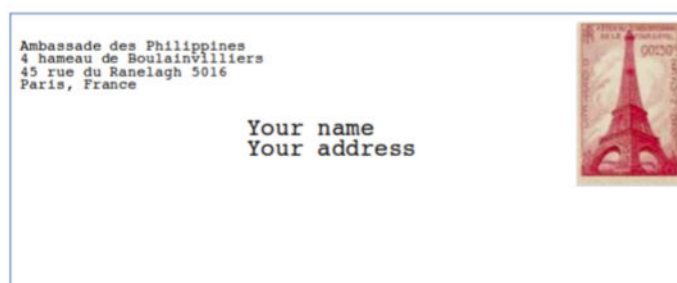 Ambassade des Philippines
4 hameau de Boulainvilliers
45 rue du Ranelagh 5016
Paris, France
Your name
Your address